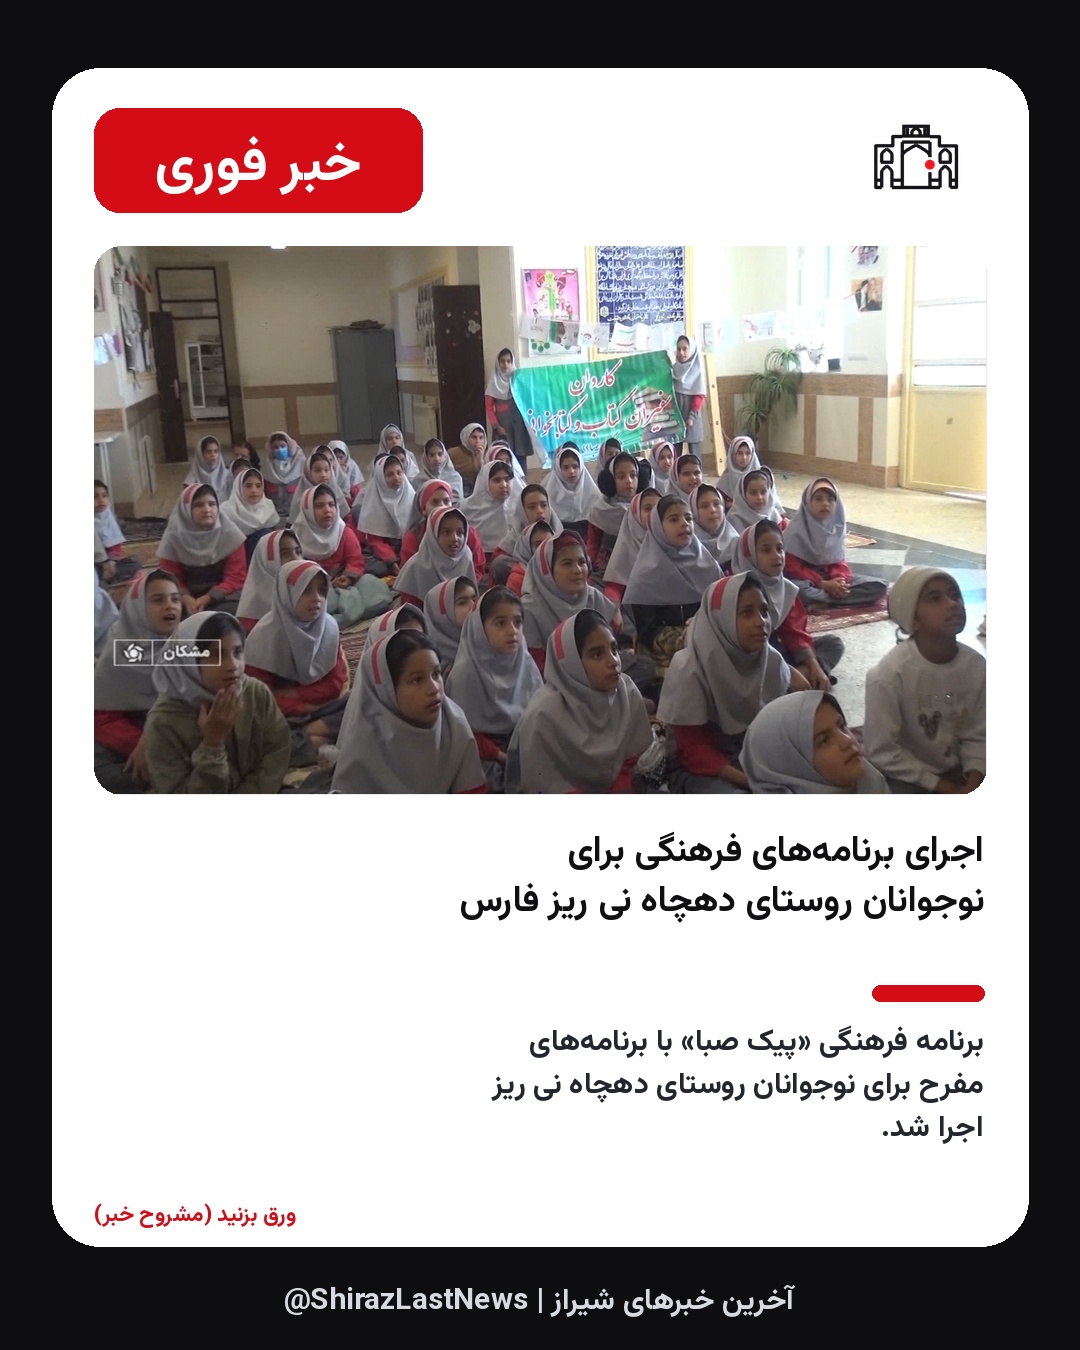 خبر فوری
کاروان
سفیران کتاب و کتابخوانی
مشکان
اجرای برنامه‌های فرهنگی برای
نوجوانان روستای دهچاه نی ریز فارس
برنامه فرهنگی «پیک صبا» با برنامه‌های
مفرح برای نوجوانان روستای دهچاه نی ریز
اجرا شد.
ورق بزنید (مشروح خبر)
آخرین خبرهای شیراز | @ShirazLastNews